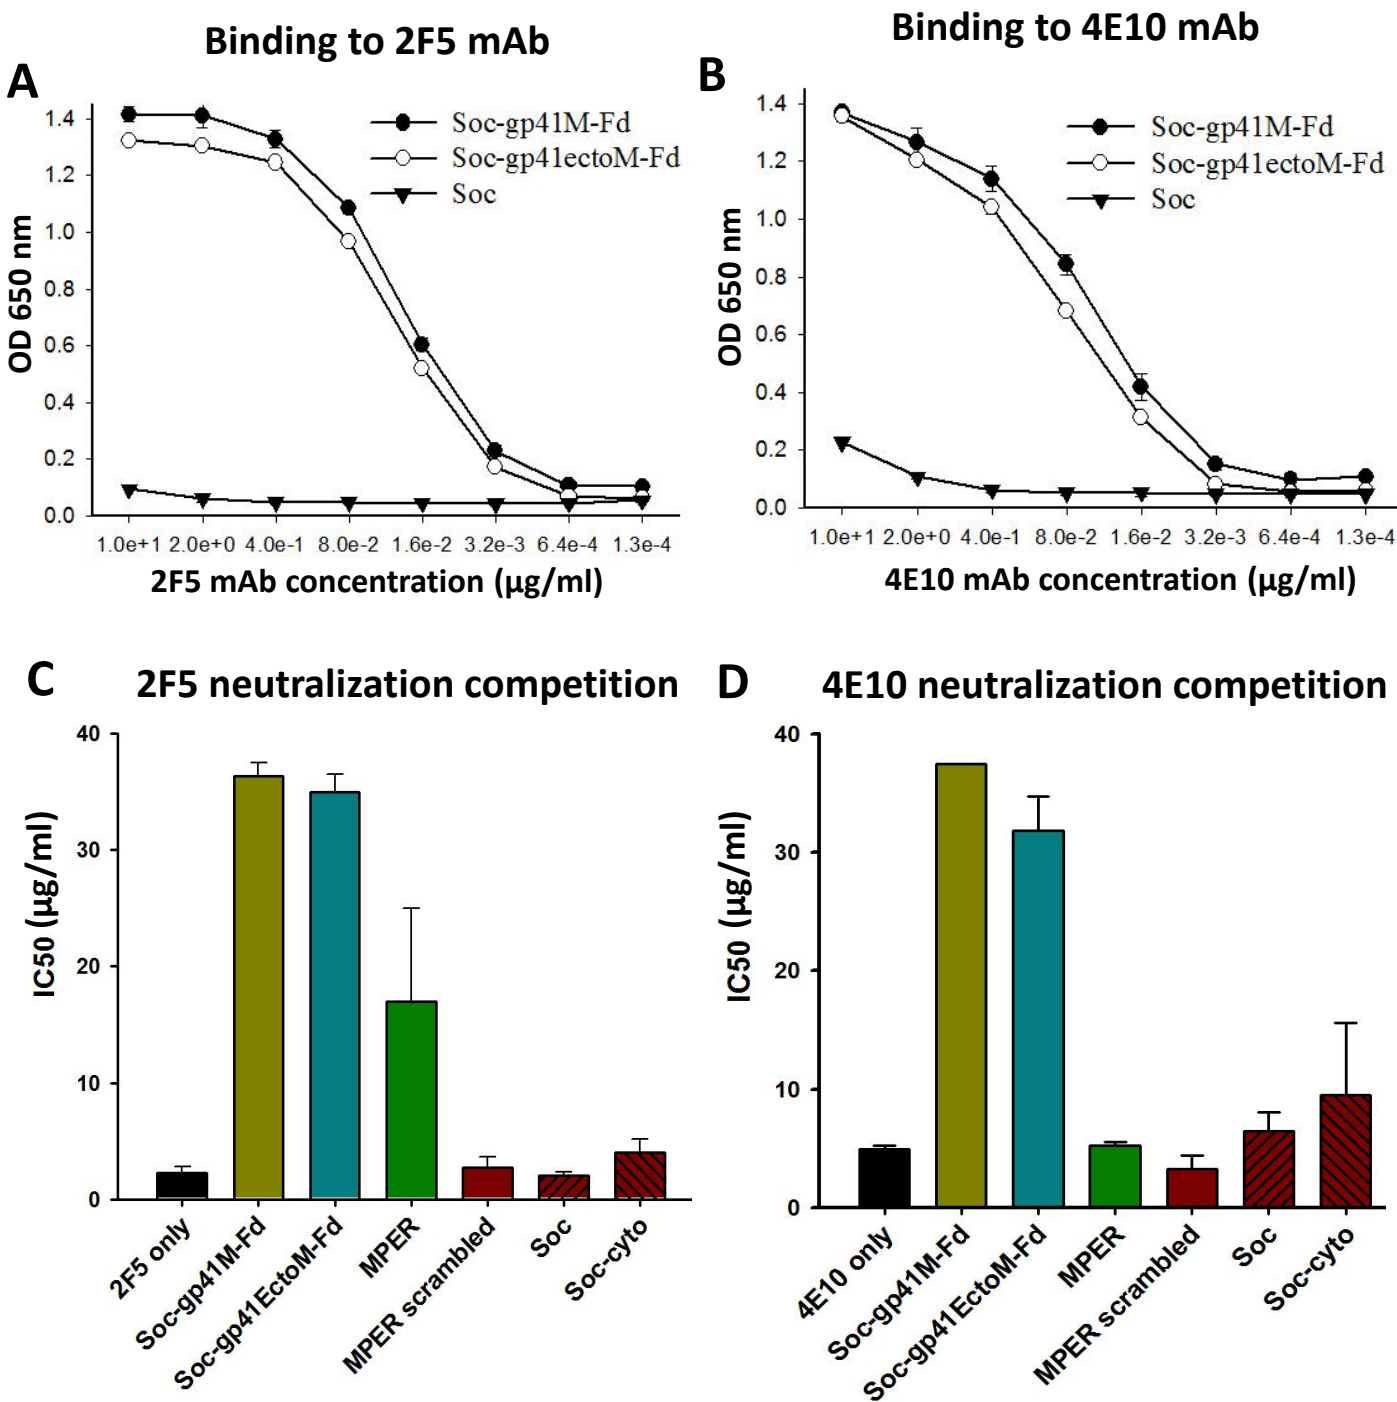 A
Binding to 2F5 mAb
Soc-gp41M-Fd
Soc-gp41ectoM-Fd
Soc
OD 650 nm
1.4
1.2
1.0
0.8
0.6
0.4
0.2
0.0
1.0e+1 2.0e+0 4.0e-1 8.0e-2 1.6e-2 3.2e-3 6.4e-4 1.3e-4
2F5 mAb concentration (µg/ml)
B
Binding to 4E10 mAb
Soc-gp41M-Fd
Soc-gp41ectoM-Fd
Soc
OD 650 nm
1.4
1.2
1.0
0.8
0.6
0.4
0.2
0.0
1.0e+1 2.0e+0 4.0e-1 8.0e-2 1.6e-2 3.2e-3 6.4e-4 1.3e-4
4E10 mAb concentration (µg/ml)
C
2F5 neutralization competition
IC50 (µg/ml)
40
30
20
10
0
2F5 only
Soc-gp41M-Fd
Soc-gp41EctoM-Fd
MPER
MPER scrambled
Soc
Soc-cyto
D
4E10 neutralization competition
IC50 (µg/ml)
40
30
20
10
0
4E10 only
Soc-gp41M-Fd
Soc-gp41EctoM-Fd
MPER
MPER scrambled
Soc
Soc-cyto